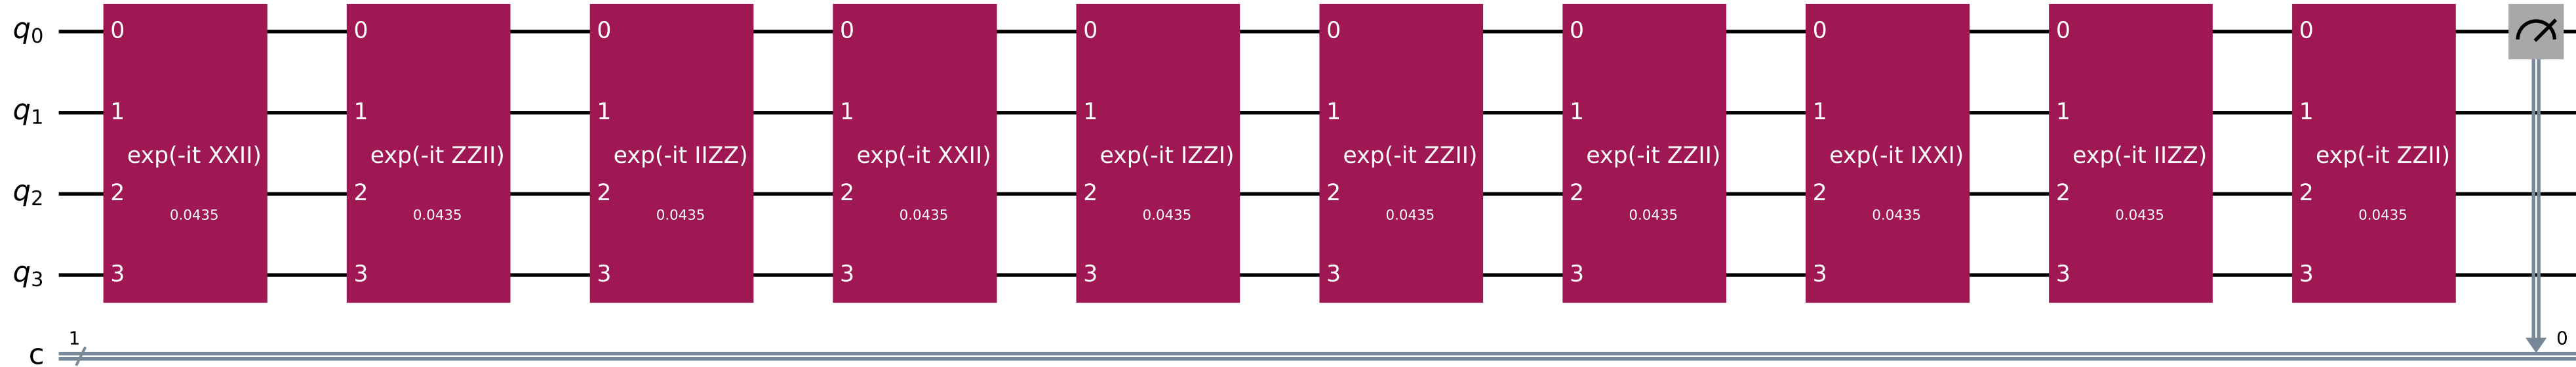 q0 0 0 0 0 0 0 0 0 0 0
q1 1 1 1 1 1 1 1 1 1 1
exp(-it XXII) exp(-it ZZII) exp(-it IIZZ) exp(-it XXII) exp(-it IZZI) exp(-it ZZII) exp(-it ZZII) exp(-it IXXI) exp(-it IIZZ) exp(-it ZZII)
q2 2 2 2 2 2 2 2 2 2 2
0.0435 0.0435 0.0435 0.0435 0.0435 0.0435 0.0435 0.0435 0.0435 0.0435
q3 3 3 3 3 3 3 3 3 3 3
1 0
c